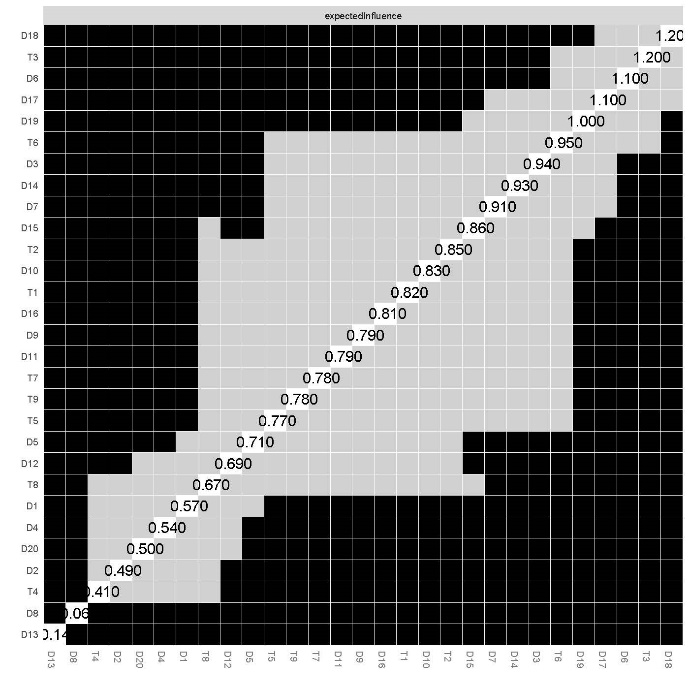 expectedInfluence
D18 1.20
T3 1.200
D6 1.100
D17 1.100
D19 1.000
T6 0.950
D3 0.940
D14 0.930
D7 0.910
D15 0.860
T2 0.850
D10 0.830
T1 0.820
D16 0.810
D9 0.790
D11 0.790
T7 0.780
T9 0.780
T5 0.770
D5 0.710
D12 0.690
T8 0.670
D1 0.570
D4 0.540
D20 0.500
D2 0.490
T4 0.410
D8 0.06
D13 0.14
D13 D8 T4 D2 D20 D4 D1 T8 D12 D5 T5 T9 T7 D11 D9 D16 T1 D10 T2 D15 D7 D14 D3 T6 D19 D17 D6 T3 D18